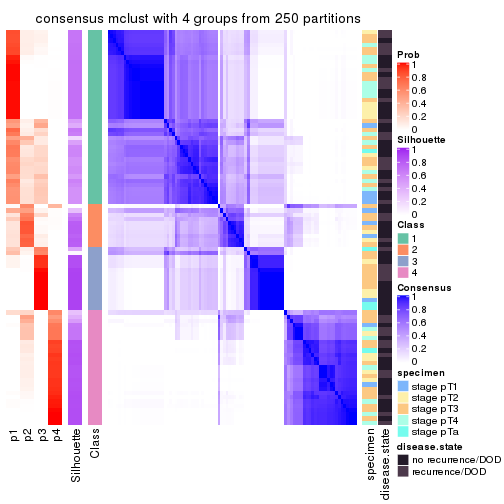 consensus mclust with 4 groups from 250 partitions
Prob
1
0.8
0.6
0.4
0.2
0
Silhouette
1
0.8
0.6
0.4
0.2
0
Class
1
2
3
4
Consensus
1
0.8
0.6
0.4
0.2
0
specimen
stage pT1
stage pT2
stage pT3
stage pT4
stage pTa
disease.state
no recurrence/DOD
recurrence/DOD
p1
p2
p3
p4
Silhouette
Class
specimen
disease.state